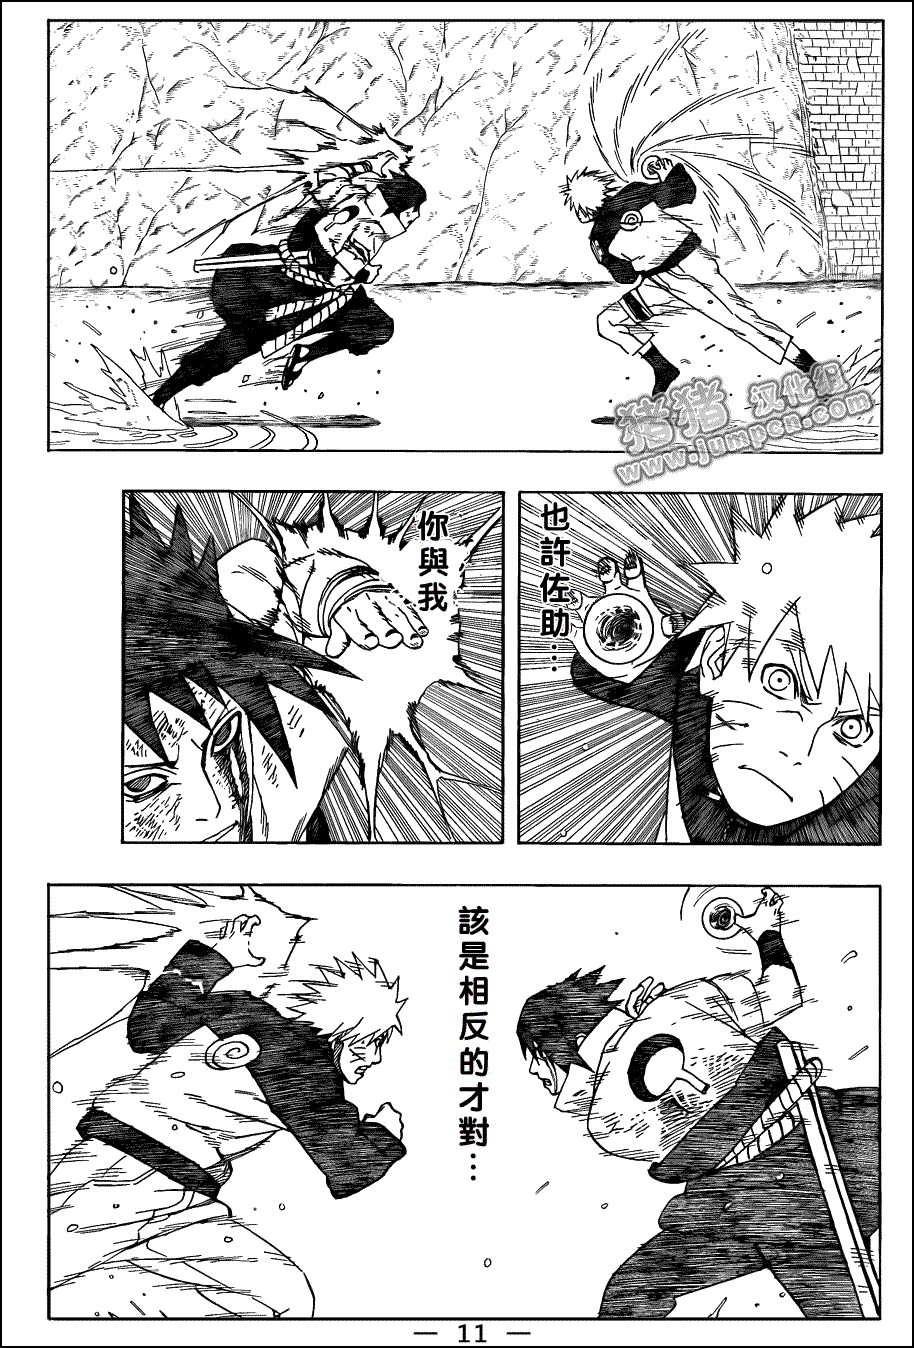 猪猪 汉化组
www.jumpcn.com
也許佐助…
你與我
該是相反的才對…
— 11 —